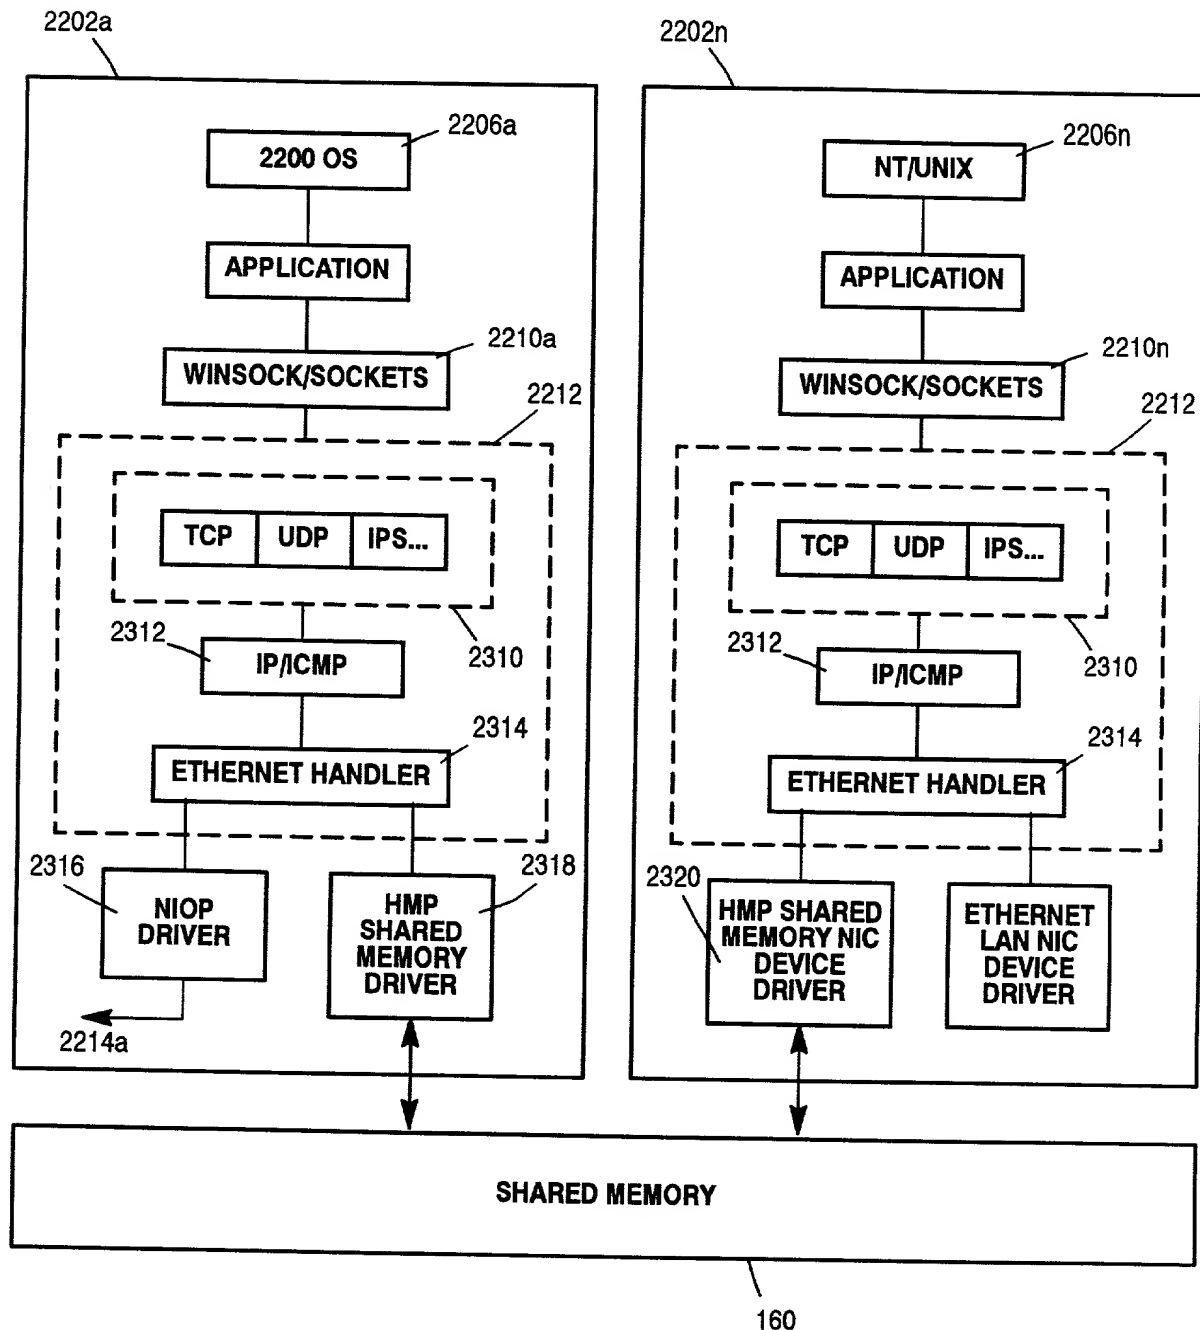 2202a
2206a
2200 OS
APPLICATION
2210a
WINSOCK/SOCKETS
2212
TCP
UDP
IPS...
2312
2310
IP/ICMP
2314
ETHERNET HANDLER
2316
2318
NIOP
DRIVER
HMP
SHARED
MEMORY
DRIVER
2214a
2202n
2206n
NT/UNIX
APPLICATION
2210n
WINSOCK/SOCKETS
2212
TCP
UDP
IPS...
2312
2310
IP/ICMP
2314
ETHERNET HANDLER
2320
HMP SHARED
MEMORY NIC
DEVICE
DRIVER
ETHERNET
LAN NIC
DEVICE
DRIVER
SHARED MEMORY
160